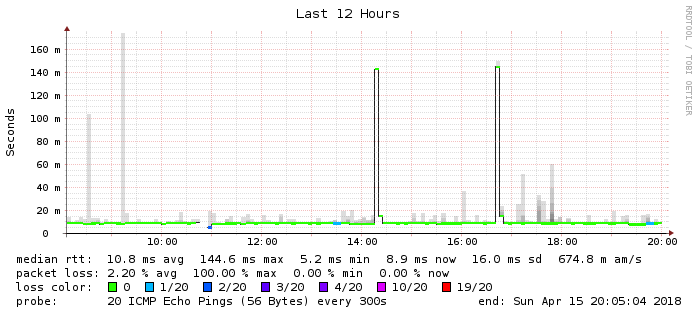 Last 12 Hours
RRDTOOL / TOBI OETIKER
Seconds
160 m
140 m
120 m
100 m
80 m
60 m
40 m
20 m
0
10:00 12:00 14:00 16:00 18:00 20:00
median rtt: 10.8 ms avg 144.6 ms max 5.2 ms min 8.9 ms now 16.0 ms sd 674.8 m am/s
packet loss: 2.20 % avg 100.00 % max 0.00 % min 0.00 % now
loss color: 0 1/20 2/20 3/20 4/20 10/20 19/20
probe: 20 ICMP Echo Pings (56 Bytes) every 300s end: Sun Apr 15 20:05:04 2018